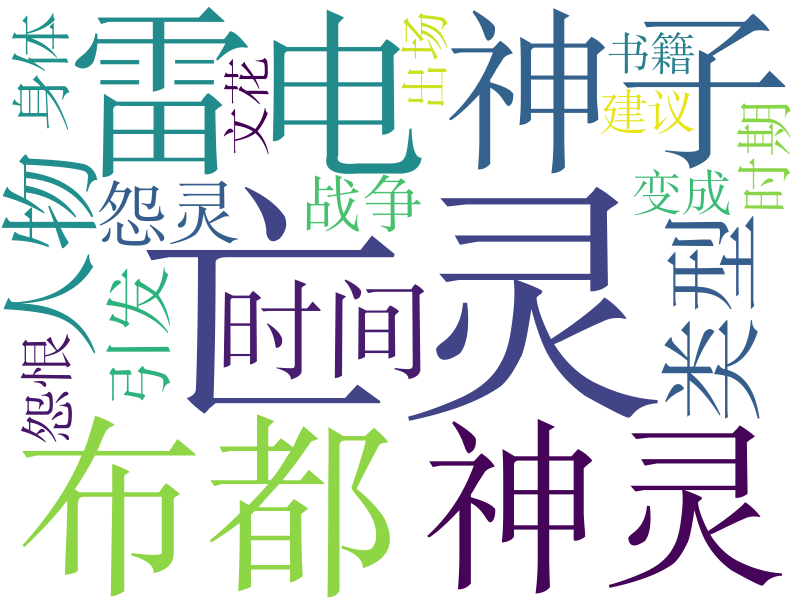 身体
雷电
文花
出场
神子
书籍
建议
时期
人物
怨灵
战争
变成
亡灵
时间
类型
引发
怨恨
布都
神灵